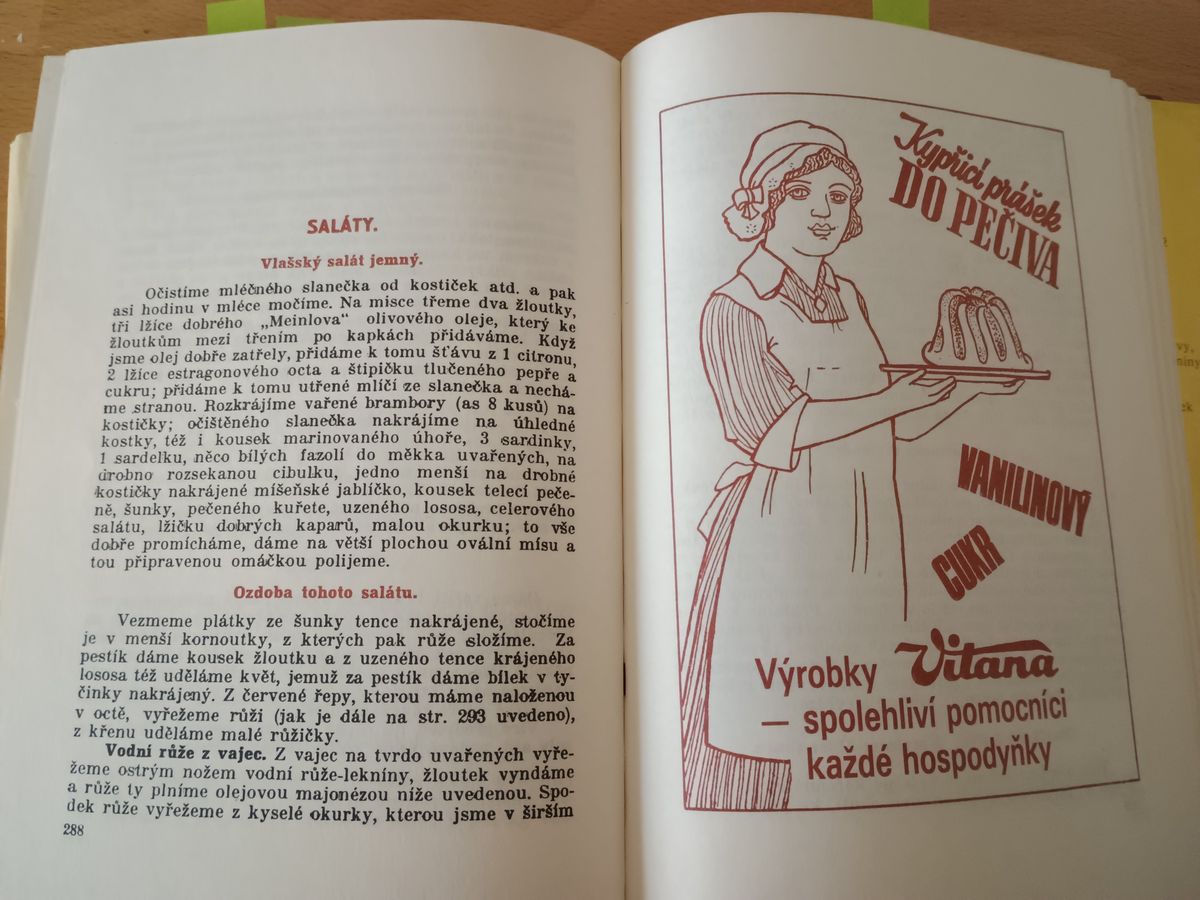 SALÁTY.
Vlašský salát jemný.
Očistíme mléčného slanečka od kostiček atd. a pak
asi hodinu v mléce močíme. Na misce třeme dva žloutky,
tři lžíce dobrého „Meinlova" olivového oleje, který ke
žloutkům mezi třením po kapkách přidáváme. Když
jsme olej dobře zatřely, přidáme k tomu šťávu z 1 citronu,
2 lžíce estragonového octa a štipičku tlučeného pepře a
cukru; přidáme k tomu utřené mlíčí ze slanečka a nechá-
me stranou. Rozkrájíme vařené brambory (as 8 kusů) na
kostičky; očištěného slanečka nakrájíme na úhledné
kostky, též i kousek marinovaného úhoře, 3 sardinky,
1 sardelku, něco bílých fazolí do měkka uvařených, na
drobno rozsekanou cibulku, jedno menší na drobné
kostičky nakrájené míšeňské jablíčko, kousek telecí peče-
ně, šunky, pečeného kuřete, uzeného lososa, celerového
salátu, lžičku dobrých kaparů, malou okurku; to vše
dobře promícháme, dáme na větší plochou ovální mísu a
tou připravenou omáčkou polijeme.
Ozdoba tohoto salátu.
Vezmeme plátky ze šunky tence nakrájené, stočíme
je v menší kornoutky, z kterých pak růže složíme. Za
pestík dáme kousek žloutku a z uzeného tence krájeného
lososa též uděláme květ, jemuž za pestík dáme bílek v ty-
činky nakrájený. Z červené řepy, kterou máme naloženou
v octě, vyřežeme růži (jak je dále na str. 293 uvedeno),
z křenu uděláme malé růžičky.
Vodní růže z vajec. Z vajec na tvrdo uvařených vyře-
žeme ostrým nožem vodní růže-lekníny, žloutek vyndáme
a růže ty plníme olejovou majonézou níže uvedenou. Spo-
dek růže vyřežeme z kyselé okurky, kterou jsme v širším
288
Kypřicí prášek
DO PEČIVA
VANILINOVÝ
CUKR
Výrobky Vitana
— spolehliví pomocníci
každé hospodyňky